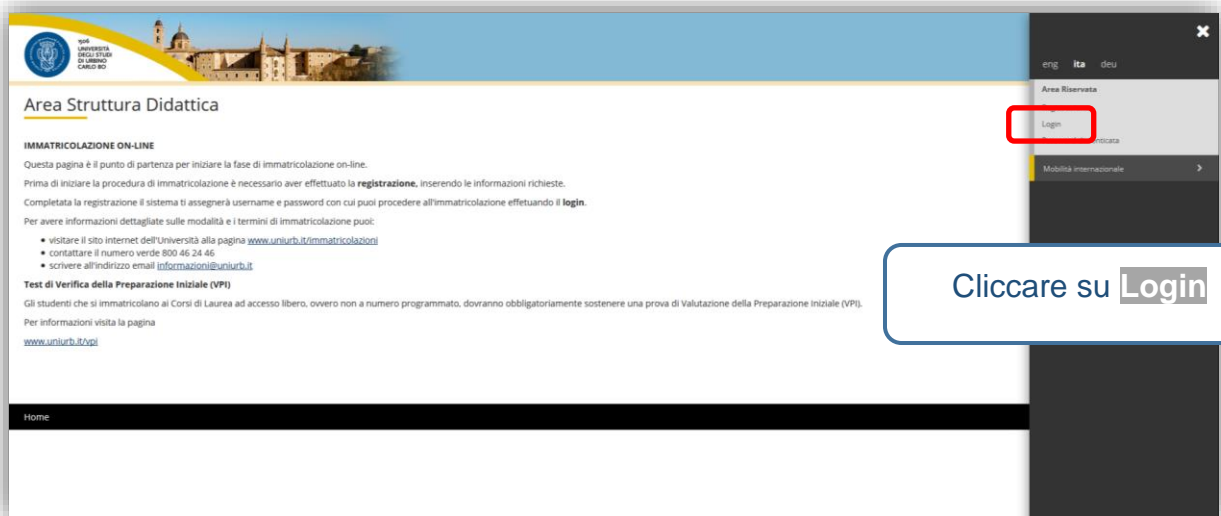 1506
UNIVERSITÀ
DEGLI STUDI
DI URBINO
CARLO BO
eng ita deu
Area Riservata
Login
Mobilità internazionale
Area Struttura Didattica
IMMATRICOLAZIONE ON-LINE
Questa pagina è il punto di partenza per iniziare la fase di immatricolazione on-line.
Prima di iniziare la procedura di immatricolazione è necessario aver effettuato la registrazione, inserendo le informazioni richieste.
Completata la registrazione il sistema ti assegnerà username e password con cui puoi procedere all'immatricolazione effetuando il login.
Per avere informazioni dettagliate sulle modalità e i termini di immatricolazione puoi:
• visitare il sito internet dell'Università alla pagina www.uniurb.it/immatricolazioni
• contattare il numero verde 800 46 24 46
• scrivere all'indirizzo email informazioni@uniurb.it
Test di Verifica della Preparazione Iniziale (VPI)
Gli studenti che si immatricolano ai Corsi di Laurea ad accesso libero, ovvero non a numero programmato, dovranno obbligatoriamente sostenere una prova di Valutazione della Preparazione Iniziale (VPI).
Per informazioni visita la pagina
www.uniurb.it/vpi
Cliccare su Login
Home